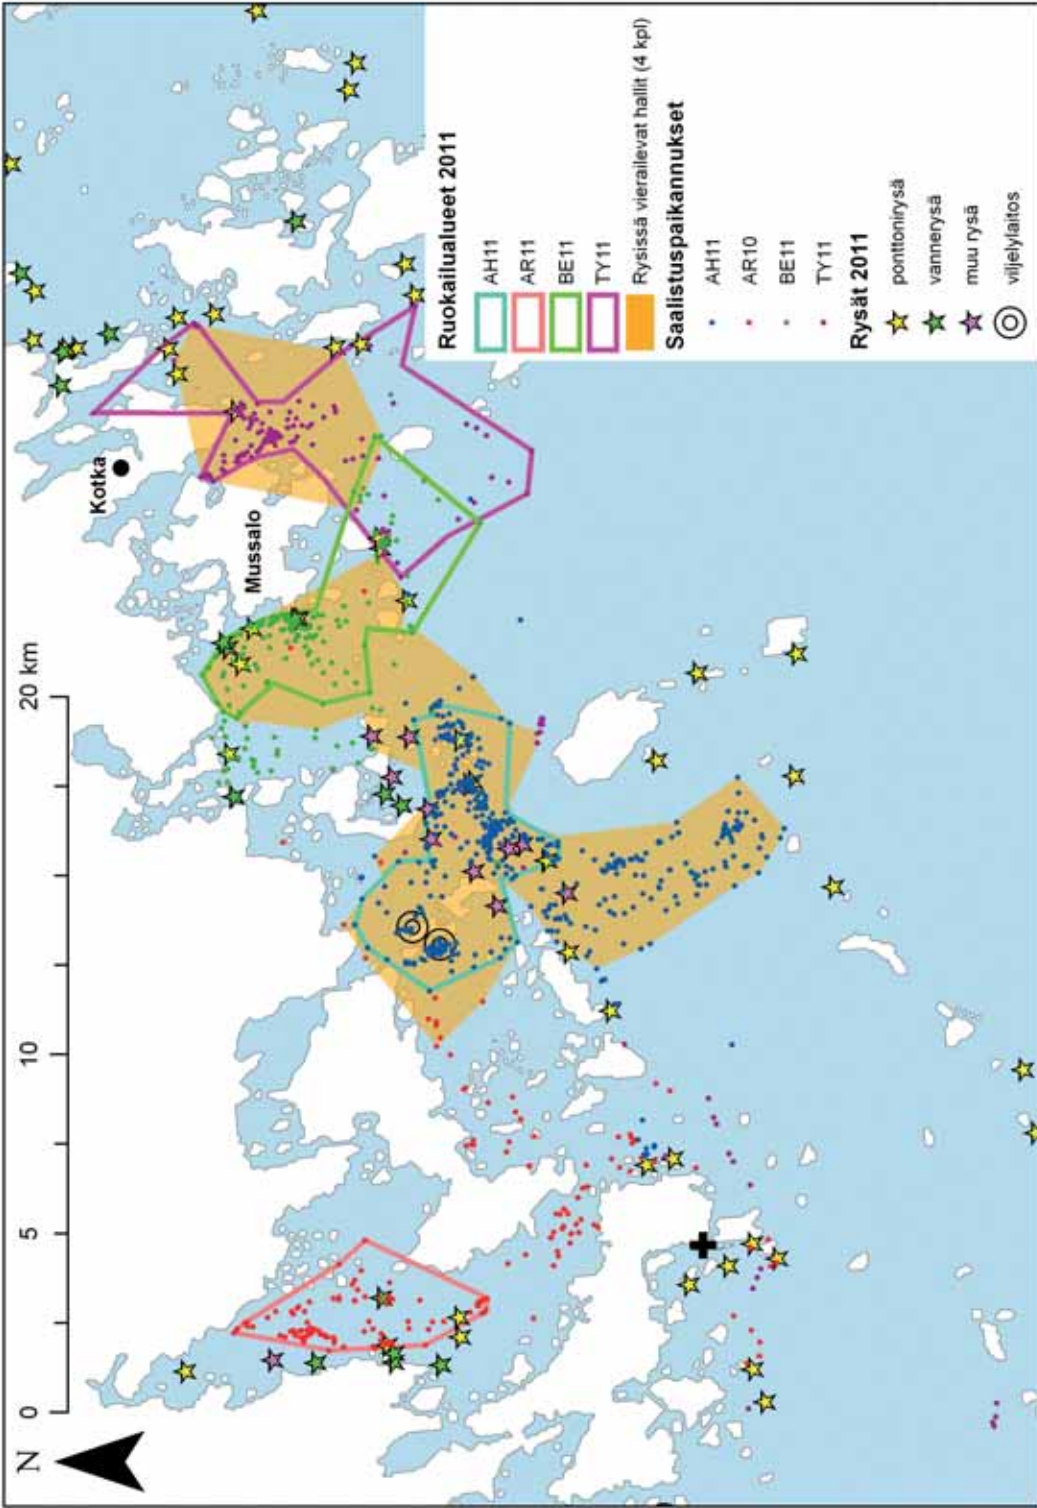 N
0 5 10 20 km
Kotka
Mussalo
Ruokailualueet 2011
AH11
AR11
BE11
TY11
Rysissä vierailevat hallit (4 kpl)
Saalistuspaikannukset
AH11
AR10
BE11
TY11
Rysät 2011
ponttonirysä
vannerysä
muu rysä
viljelylaitos